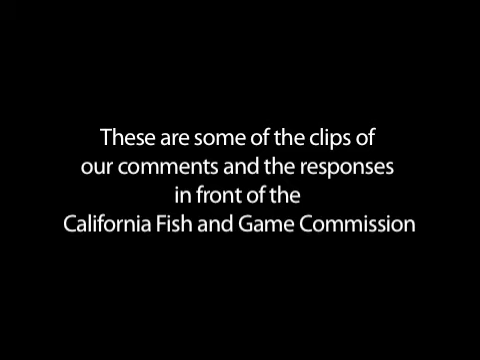 These are some of the clips of
our comments and the responses
in front of the
California Fish and Game Commission